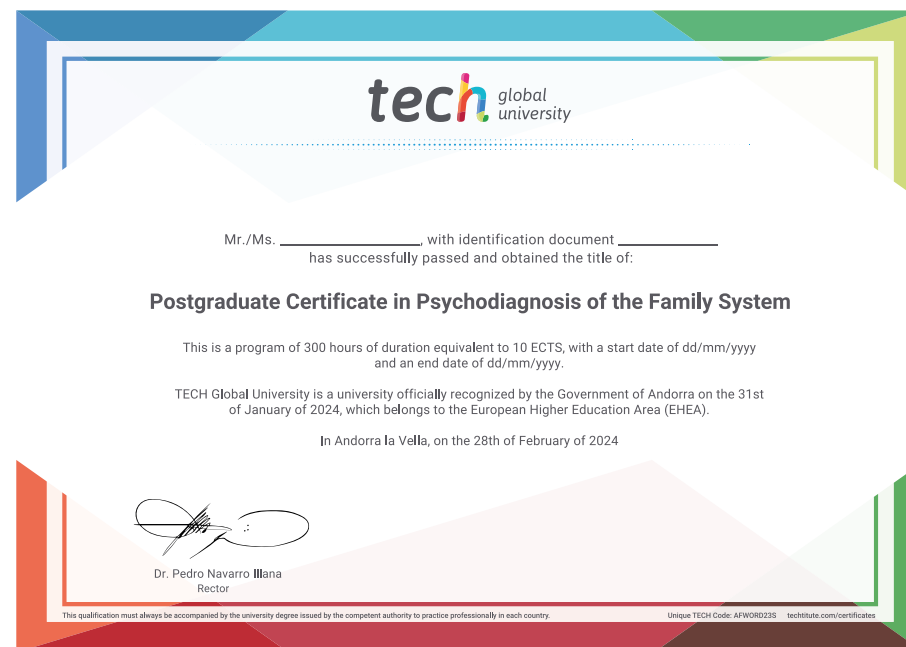 tech global university
Mr./Ms. ____________, with identification document ____________
has successfully passed and obtained the title of:
Postgraduate Certificate in Psychodiagnosis of the Family System
This is a program of 300 hours of duration equivalent to 10 ECTS, with a start date of dd/mm/yyyy
and an end date of dd/mm/yyyy.
TECH Global University is a university officially recognized by the Government of Andorra on the 31st
of January of 2024, which belongs to the European Higher Education Area (EHEA).
In Andorra la Vella, on the 28th of February of 2024
Dr. Pedro Navarro Illana
Rector
This qualification must always be accompanied by the university degree issued by the competent authority to practice professionally in each country.
Unique TECH Code: AFWORD23S techtitute.com/certificates